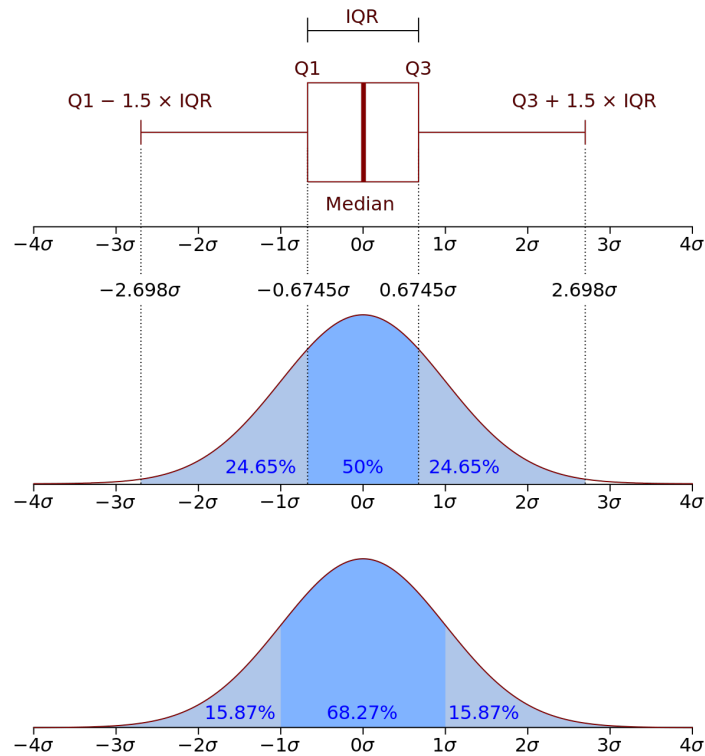 IQR
Q1 Q3
Q1 − 1.5 × IQR Q3 + 1.5 × IQR
Median
−4σ −3σ −2σ −1σ 0σ 1σ 2σ 3σ 4σ
−2.698σ −0.6745σ 0.6745σ 2.698σ
24.65% 50% 24.65%
−4σ −3σ −2σ −1σ 0σ 1σ 2σ 3σ 4σ
15.87% 68.27% 15.87%
−4σ −3σ −2σ −1σ 0σ 1σ 2σ 3σ 4σ